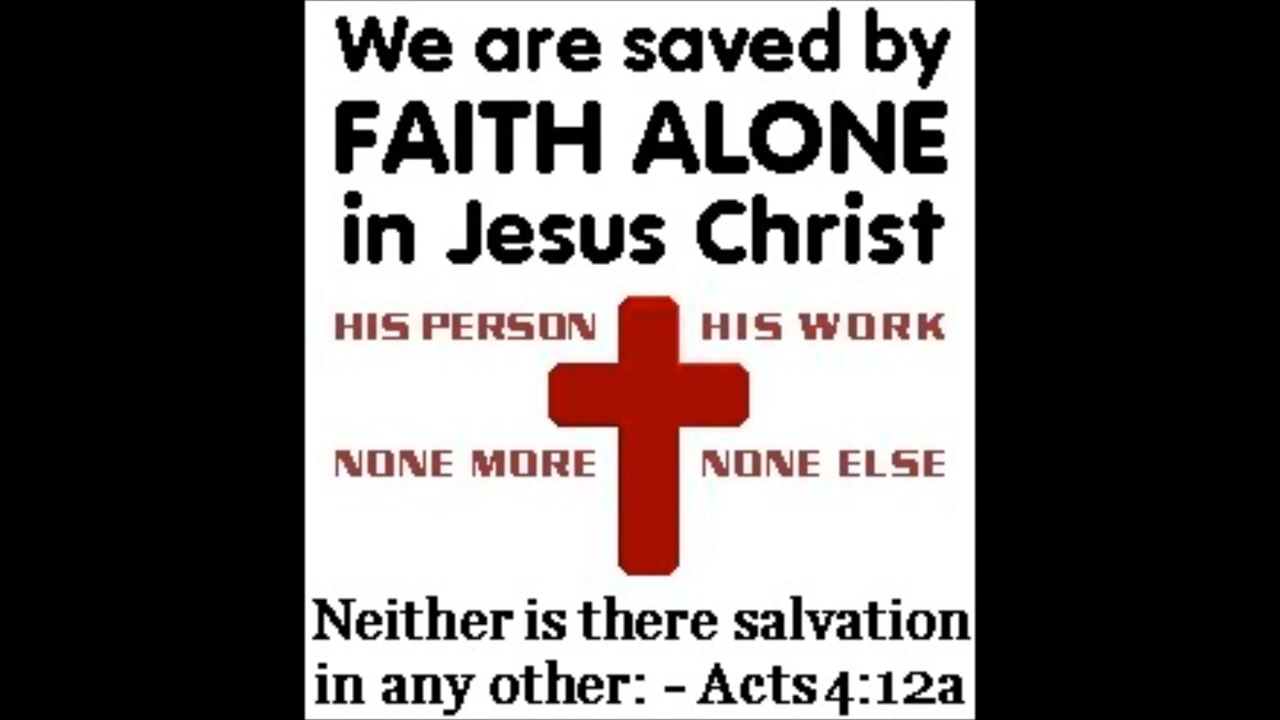 We are saved by
FAITH ALONE
in Jesus Christ
HIS PERSON HIS WORK
NONE MORE NONE ELSE
Neither is there salvation
in any other: - Acts 4:12a